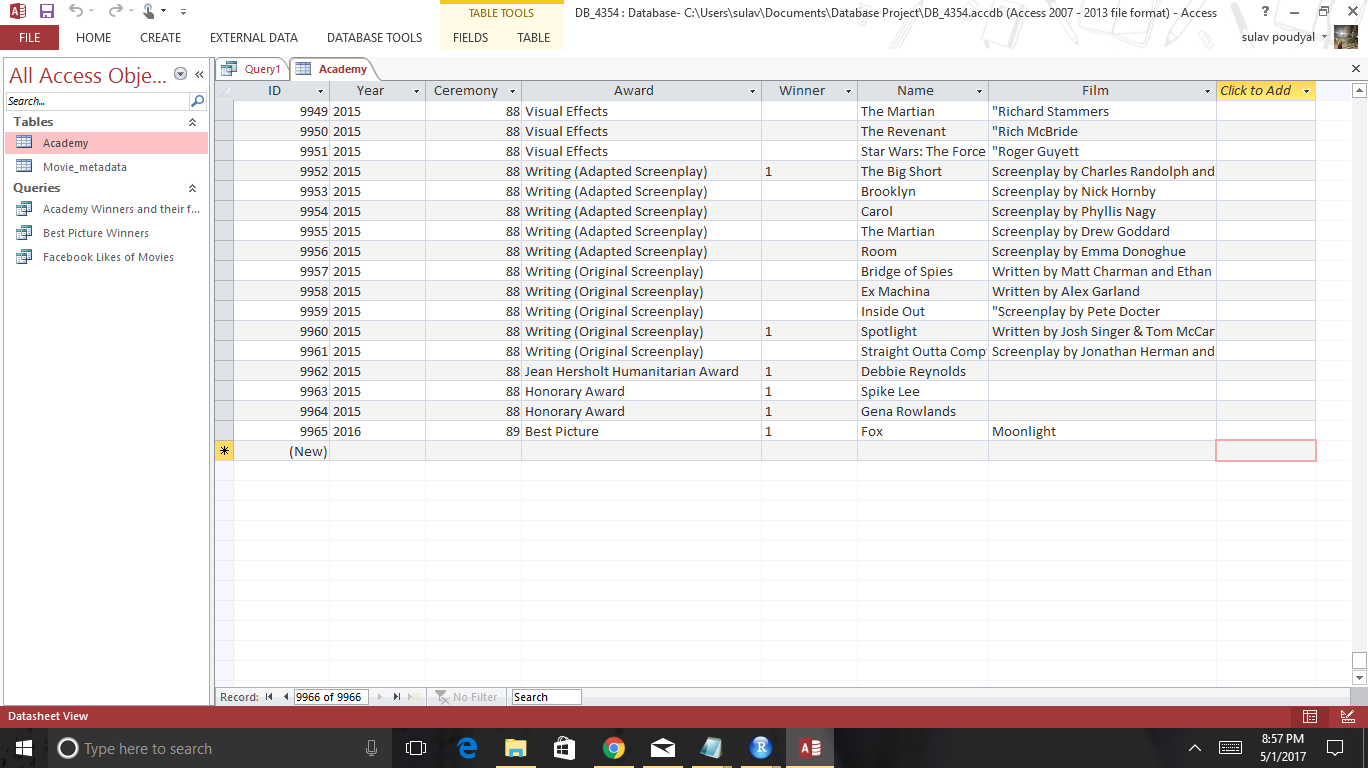 TABLE TOOLS
DB_4354 : Database- C:\Users\sulav\Documents\Database Project\DB_4354.accdb (Access 2007 - 2013 file format) - Access
FILE HOME CREATE EXTERNAL DATA DATABASE TOOLS FIELDS TABLE
sulav poudyal
All Access Obje...
Search...
Tables
Academy
Movie_metadata
Queries
Academy Winners and their f...
Best Picture Winners
Facebook Likes of Movies
Query1 Academy
ID Year Ceremony Award Winner Name Film Click to Add
9949 2015 88 Visual Effects The Martian "Richard Stammers
9950 2015 88 Visual Effects The Revenant "Rich McBride
9951 2015 88 Visual Effects Star Wars: The Force "Roger Guyett
9952 2015 88 Writing (Adapted Screenplay) 1 The Big Short Screenplay by Charles Randolph and
9953 2015 88 Writing (Adapted Screenplay) Brooklyn Screenplay by Nick Hornby
9954 2015 88 Writing (Adapted Screenplay) Carol Screenplay by Phyllis Nagy
9955 2015 88 Writing (Adapted Screenplay) The Martian Screenplay by Drew Goddard
9956 2015 88 Writing (Adapted Screenplay) Room Screenplay by Emma Donoghue
9957 2015 88 Writing (Original Screenplay) Bridge of Spies Written by Matt Charman and Ethan
9958 2015 88 Writing (Original Screenplay) Ex Machina Written by Alex Garland
9959 2015 88 Writing (Original Screenplay) Inside Out "Screenplay by Pete Docter
9960 2015 88 Writing (Original Screenplay) 1 Spotlight Written by Josh Singer & Tom McCar
9961 2015 88 Writing (Original Screenplay) Straight Outta Comp Screenplay by Jonathan Herman and
9962 2015 88 Jean Hersholt Humanitarian Award 1 Debbie Reynolds
9963 2015 88 Honorary Award 1 Spike Lee
9964 2015 88 Honorary Award 1 Gena Rowlands
9965 2016 89 Best Picture 1 Fox Moonlight
(New)
Record: 9966 of 9966 No Filter Search
Datasheet View
Type here to search
8:57 PM
5/1/2017